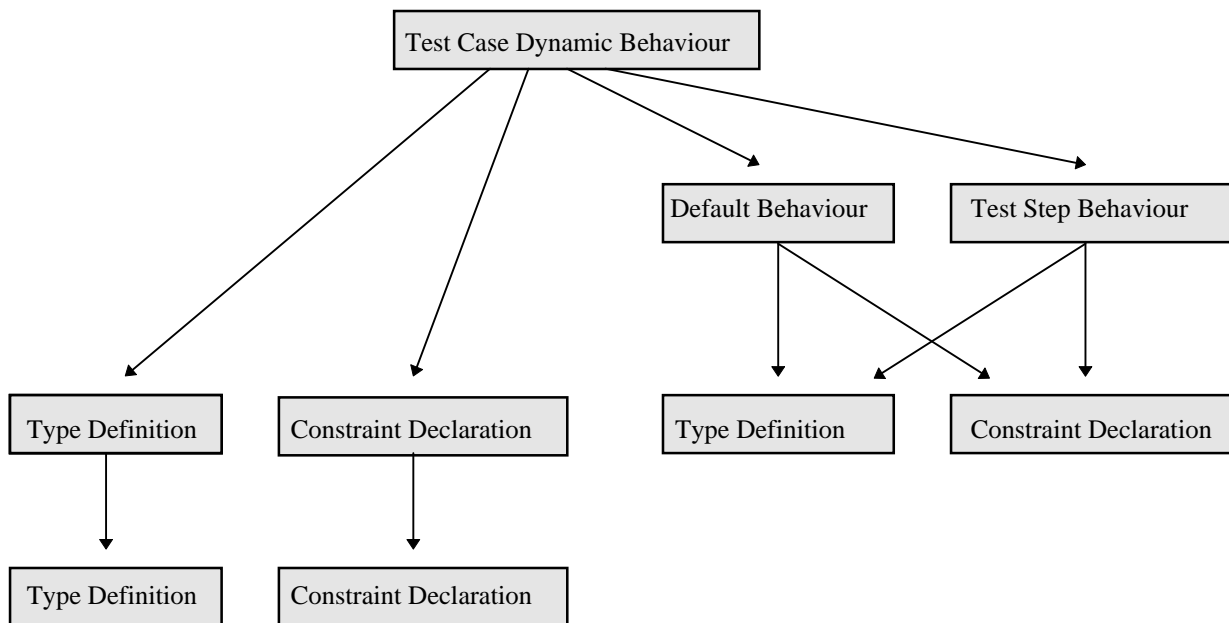 Test Case Dynamic Behaviour
Default Behaviour
Test Step Behaviour
Type Definition
Constraint Declaration
Type Definition
Constraint Declaration
Type Definition
Constraint Declaration